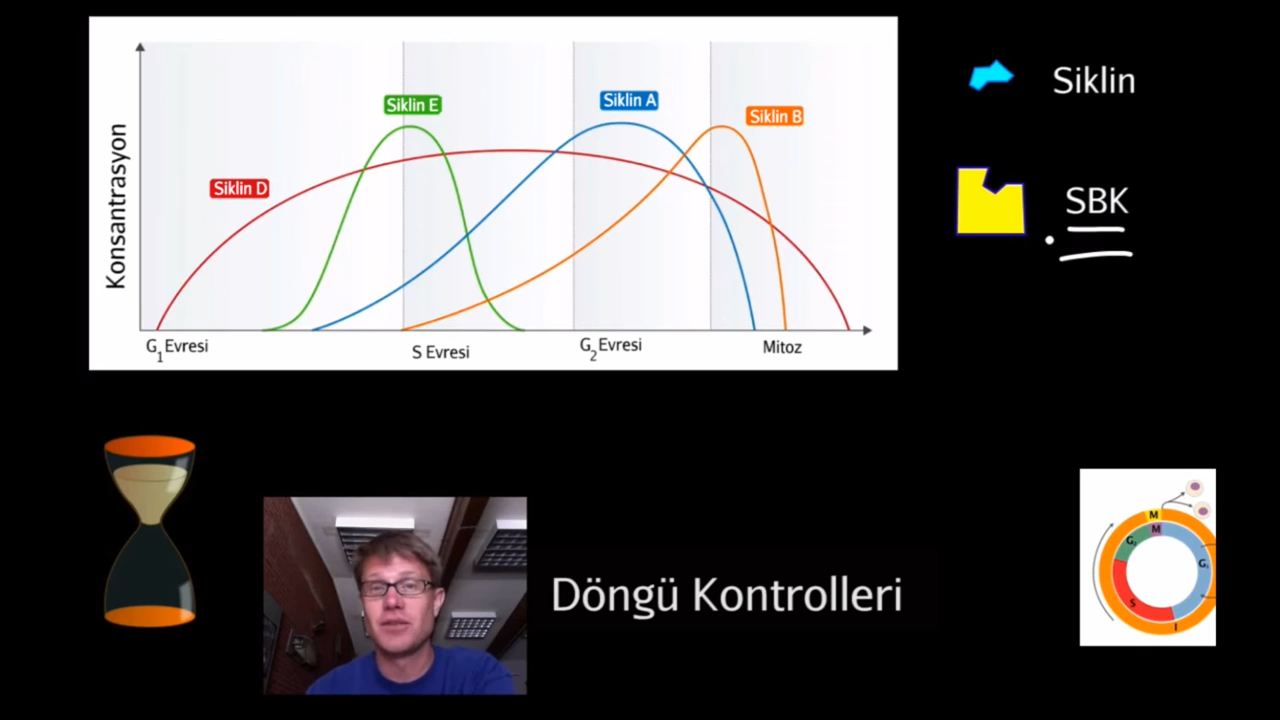 Siklin E
Siklin A
Siklin B
Siklin D
Konsantrasyon
G1 Evresi
S Evresi
G2 Evresi
Mitoz
Siklin
SBK
Döngü Kontrolleri
M
M
G2
G1
S
I